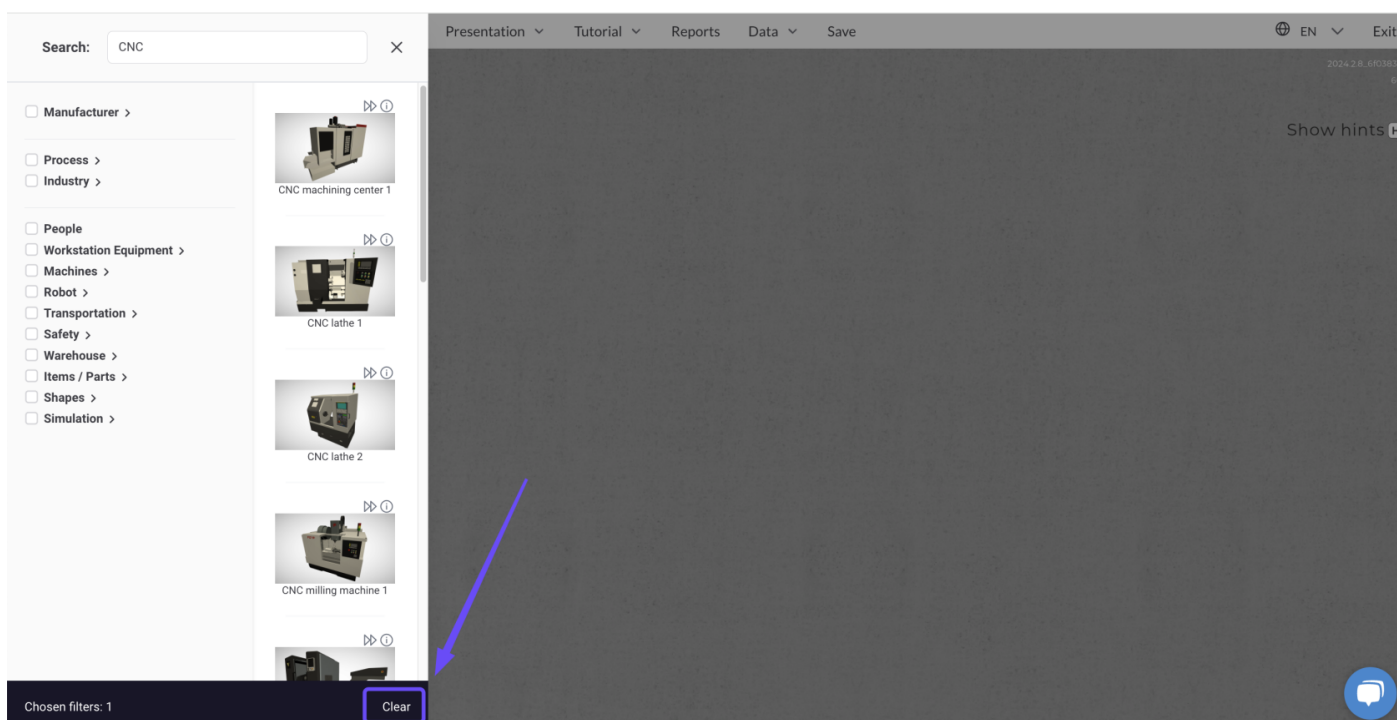 Presentation Tutorial Reports Data Save EN Exit
Search: CNC
Show hints
Manufacturer
Process
Industry
People
Workstation Equipment
Machines
Robot
Transportation
Safety
Warehouse
Items / Parts
Shapes
Simulation
CNC machining center 1
CNC lathe 1
CNC lathe 2
CNC milling machine 1
Chosen filters: 1 Clear